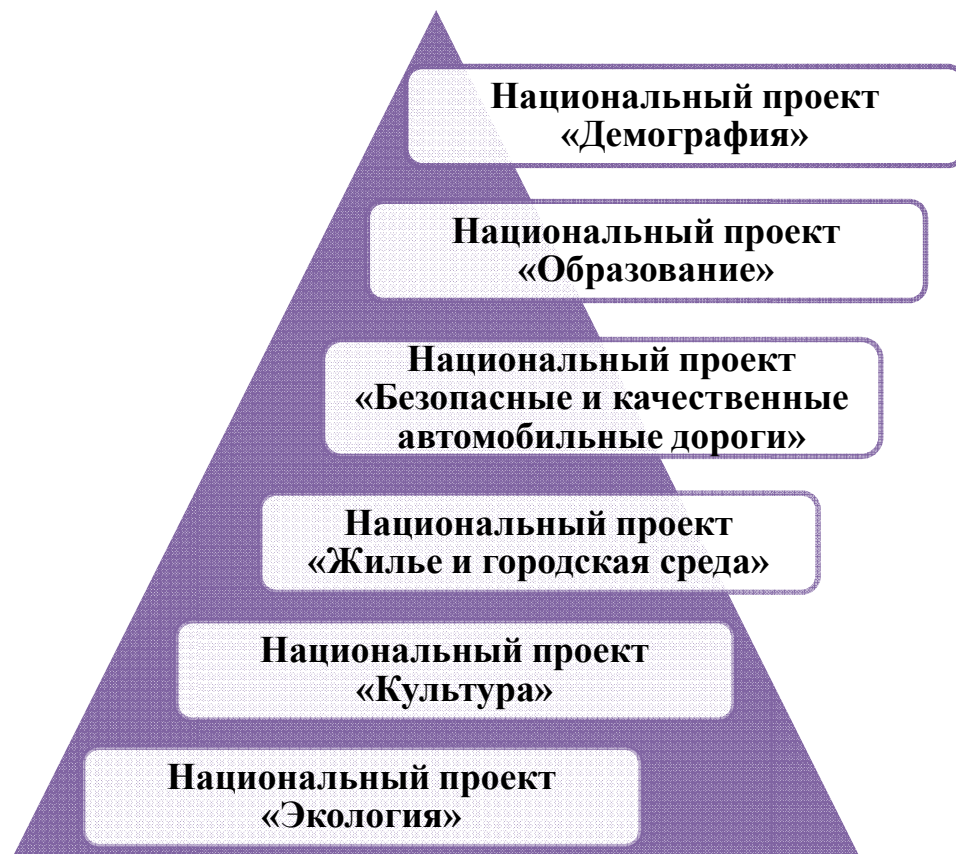 Национальный проект
«Демография»
Национальный проект
«Образование»
Национальный проект
«Безопасные и качественные
автомобильные дороги»
Национальный проект
«Жилье и городская среда»
Национальный проект
«Культура»
Национальный проект
«Экология»